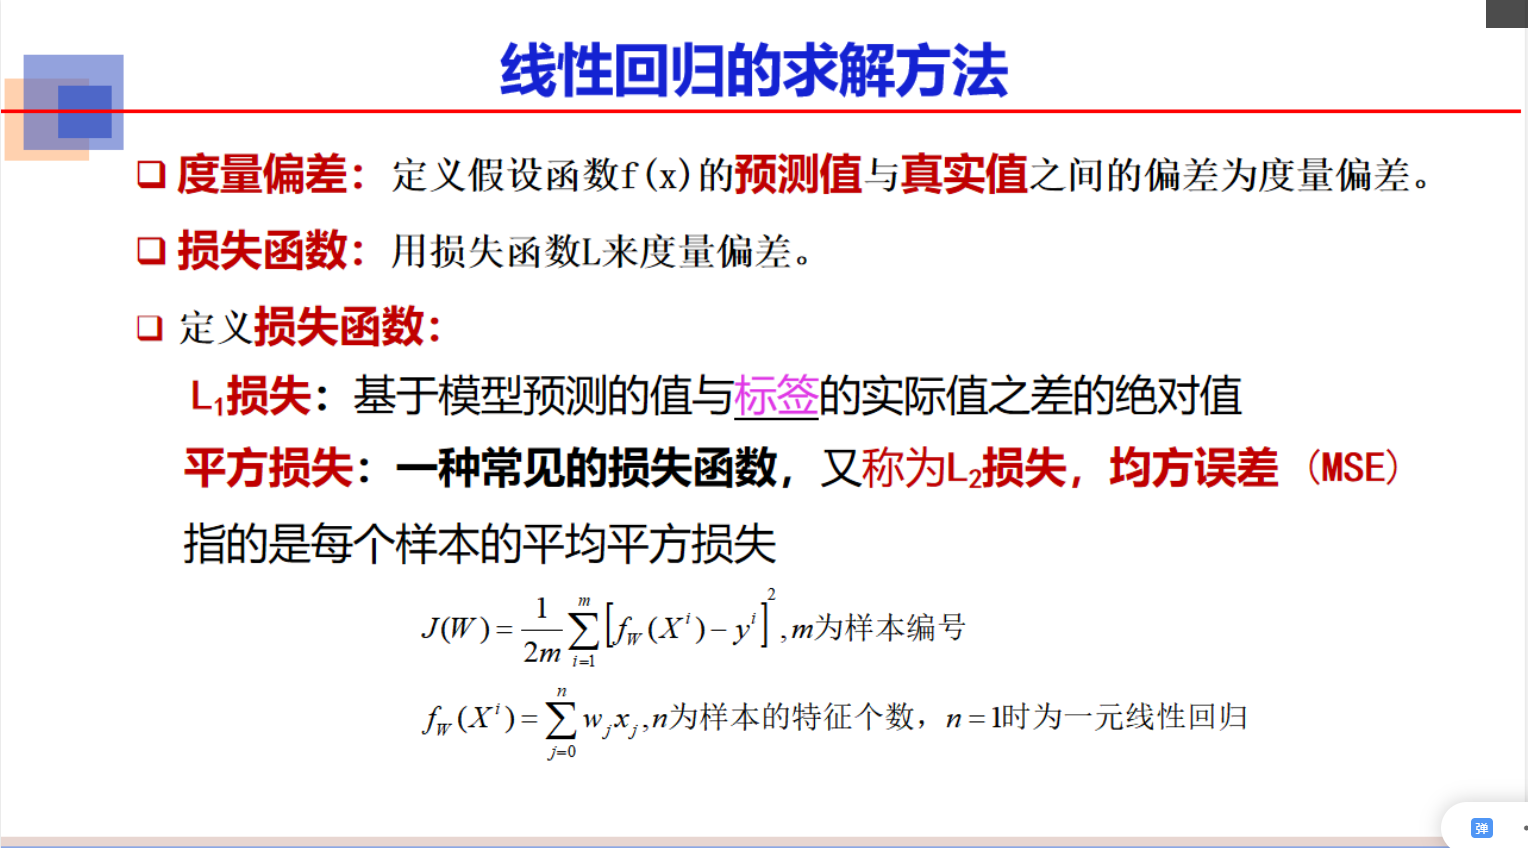 线性回归的求解方法
度量偏差：定义假设函数f(x)的预测值与真实值之间的偏差为度量偏差。
损失函数：用损失函数L来度量偏差。
定义损失函数：
L₁损失：基于模型预测的值与标签的实际值之差的绝对值
平方损失：一种常见的损失函数，又称为L₂损失，均方误差（MSE）
指的是每个样本的平均平方损失
J(W) = \frac{1}{2m} \sum_{i=1}^{m} [f_W(X^i) − y^i]^2, m为样本编号
f_W(X^i) = \sum_{j=0}^{n} w_j x_j, n为样本的特征个数，n = 1时为一元线性回归
弹